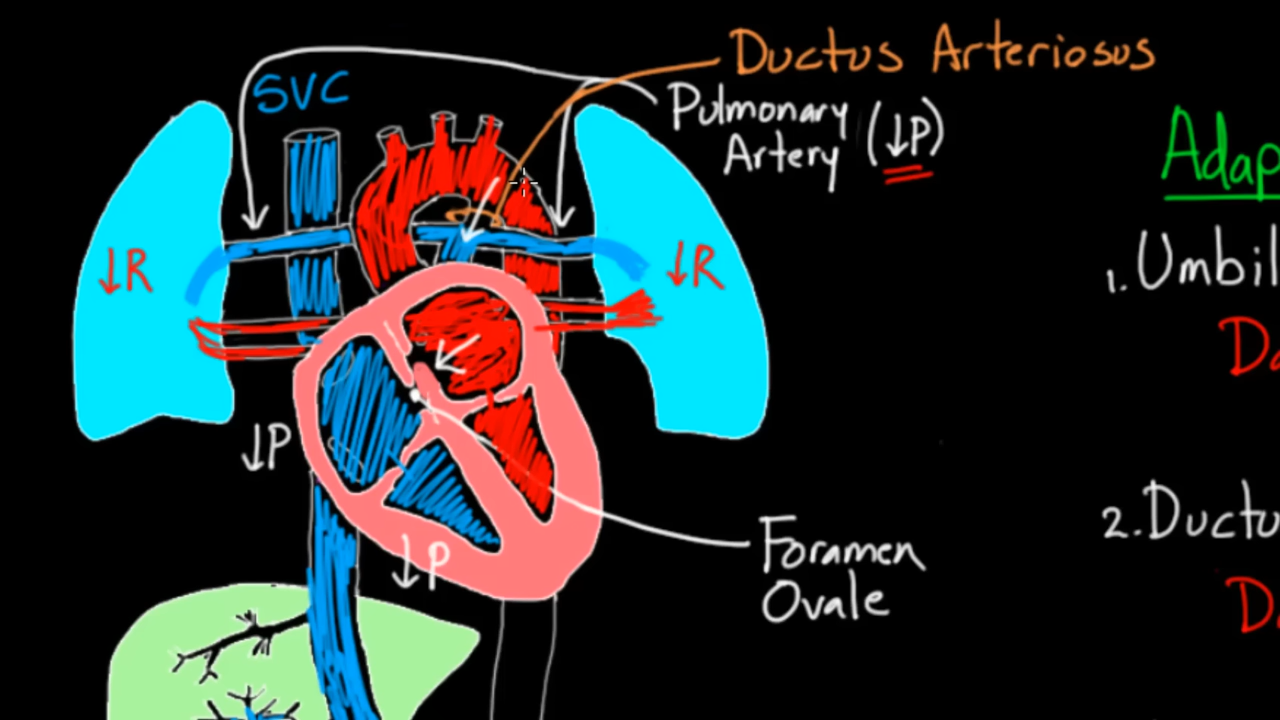 Ductus Arteriosus
SVC
Pulmonary
Artery (↓P)
Adap
↓R
↓R
1. Umbil
Da
↓P
2. Ductu
↓P
Foramen
Ovale
D